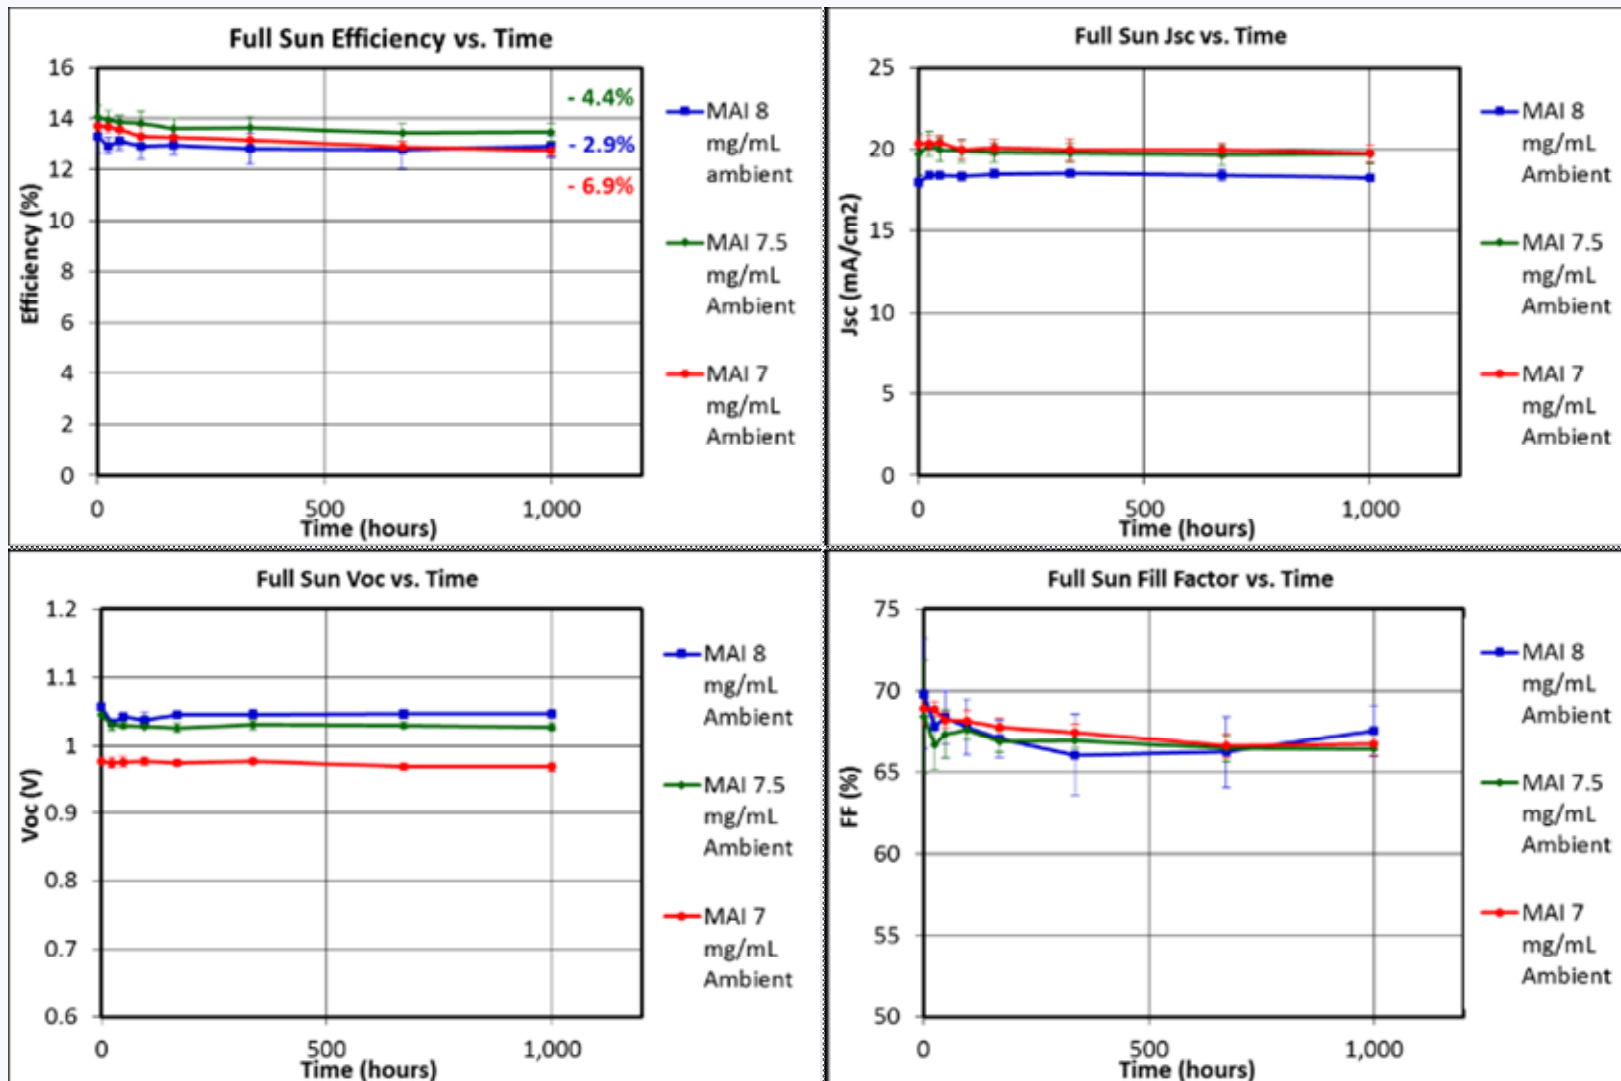 Full Sun Efficiency vs. Time
16
14
12
10
8
6
4
2
0
Efficiency (%)
0
500
1,000
Time (hours)
- 4.4%
- 2.9%
- 6.9%
MAI 8
mg/mL
ambient
MAI 7.5
mg/mL
Ambient
MAI 7
mg/mL
Ambient
Full Sun Jsc vs. Time
25
20
15
10
5
0
Jsc (mA/cm2)
0
500
1,000
Time (hours)
MAI 8
mg/mL
Ambient
MAI 7.5
mg/mL
Ambient
MAI 7
mg/mL
Ambient
Full Sun Voc vs. Time
1.2
1.1
1
0.9
0.8
0.7
0.6
Voc (V)
0
500
1,000
Time (hours)
MAI 8
mg/mL
Ambient
MAI 7.5
mg/mL
Ambient
MAI 7
mg/mL
Ambient
Full Sun Fill Factor vs. Time
75
70
65
60
55
50
FF (%)
0
500
1,000
Time (hours)
MAI 8
mg/mL
Ambient
MAI 7.5
mg/mL
Ambient
MAI 7
mg/mL
Ambient